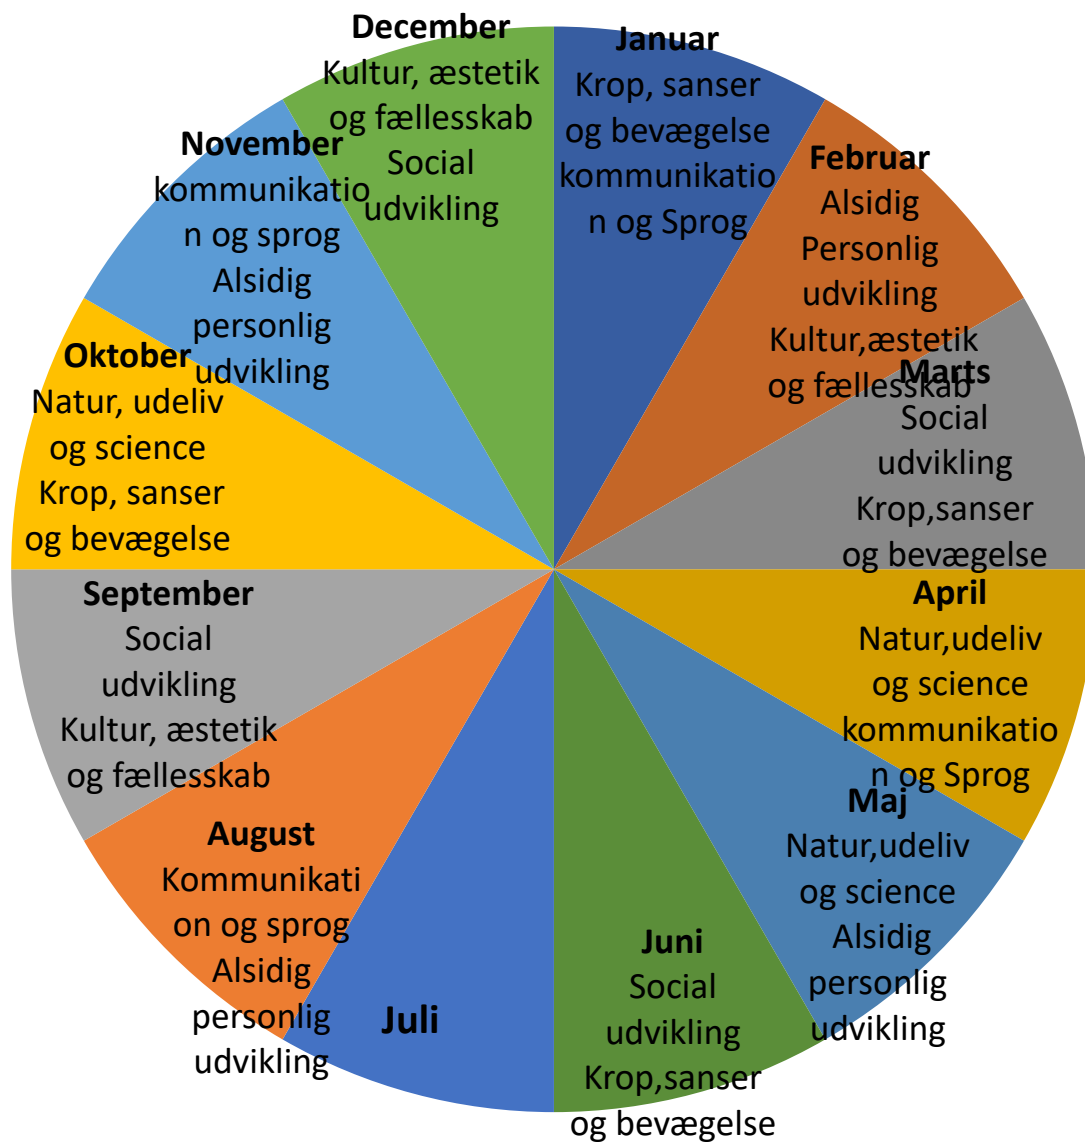 Januar
Krop, sanser
og bevægelse
kommunikatio
n og Sprog
Februar
Alsidig
Personlig
udvikling
Kultur,æstetik
og fællesskab
Marts
Social
udvikling
Krop,sanser
og bevægelse
April
Natur,udeliv
og science
kommunikatio
n og Sprog
Maj
Natur,udeliv
og science
Alsidig
personlig
udvikling
Juni
Social
udvikling
Krop,sanser
og bevægelse
Juli
August
Kommunikati
on og sprog
Alsidig
personlig
udvikling
September
Social
udvikling
Kultur, æstetik
og fællesskab
Oktober
Natur, udeliv
og science
Krop, sanser
og bevægelse
November
kommunikatio
n og sprog
Alsidig
personlig
udvikling
December
Kultur, æstetik
og fællesskab
Social
udvikling